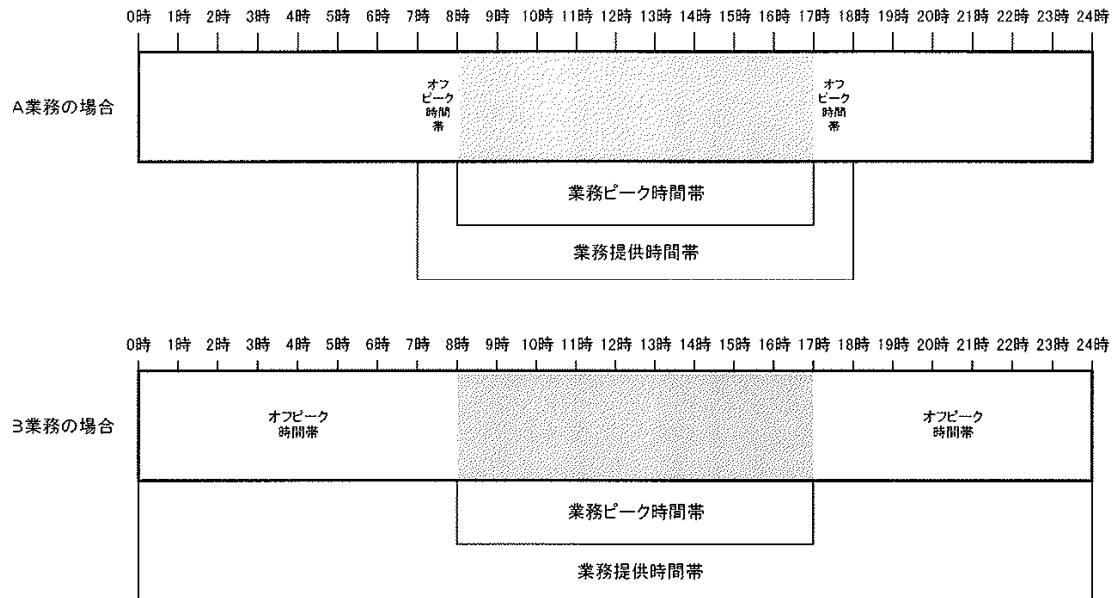 0時 1時 2時 3時 4時 5時 6時 7時 8時 9時 10時 11時 12時 13時 14時 15時 16時 17時 18時 19時 20時 21時 22時 23時 24時
A業務の場合
オフ
ピーク
時間
帯
オフ
ピーク
時間
帯
業務ピーク時間帯
業務提供時間帯
0時 1時 2時 3時 4時 5時 6時 7時 8時 9時 10時 11時 12時 13時 14時 15時 16時 17時 18時 19時 20時 21時 22時 23時 24時
B業務の場合
オフピーク
時間帯
オフピーク
時間帯
業務ピーク時間帯
業務提供時間帯